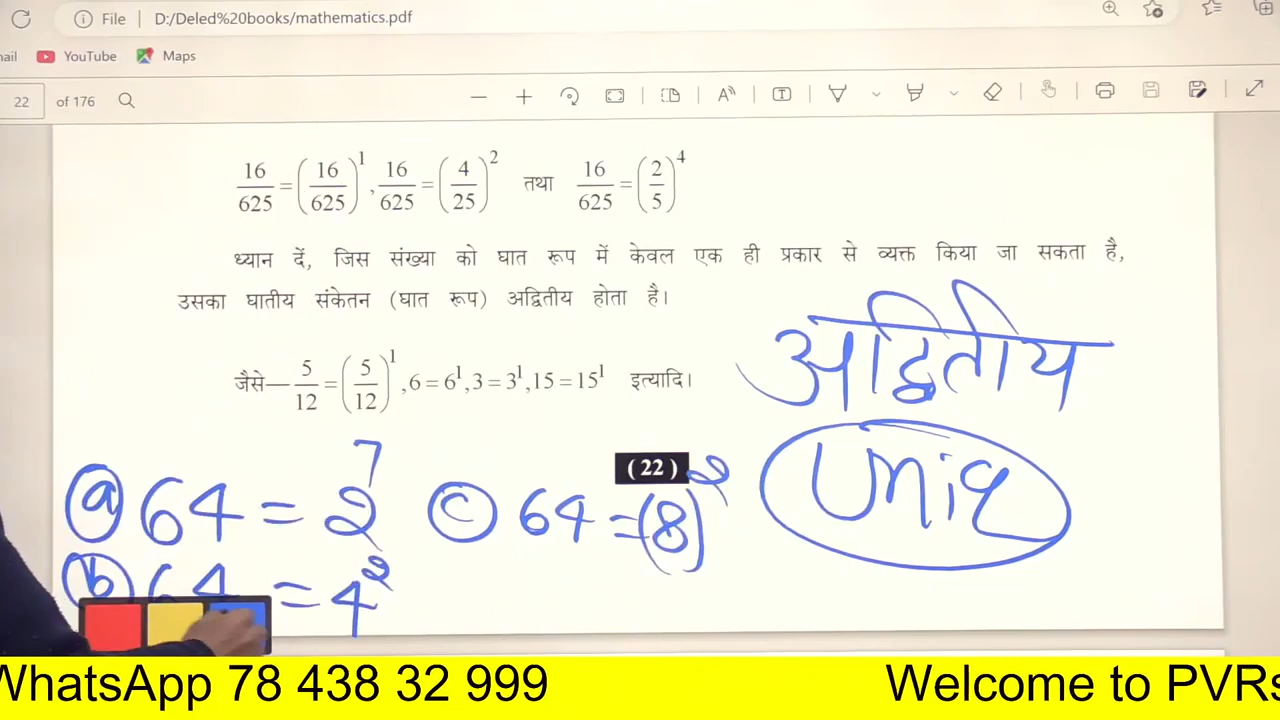 File D:/Deled%20books/mathematics.pdf
YouTube Maps
22 of 176
16/625 = (16/625)^1, 16/625 = (4/25)^2 तथा 16/625 = (2/5)^4
ध्यान दें, जिस संख्या को घात रूप में केवल एक ही प्रकार से व्यक्त किया जा सकता है,
उसका घातीय संकेतन (घात रूप) अद्वितीय होता है।
अद्वितीय
जैसे— 5/12 = (5/12)^1, 6 = 6^1, 3 = 3^1, 15 = 15^1 इत्यादि।
(22)
Uniq
a 64 = 2^7 c 64 = (8)^2
b 64 = 4^2
WhatsApp 78 438 32 999 Welcome to PVRs